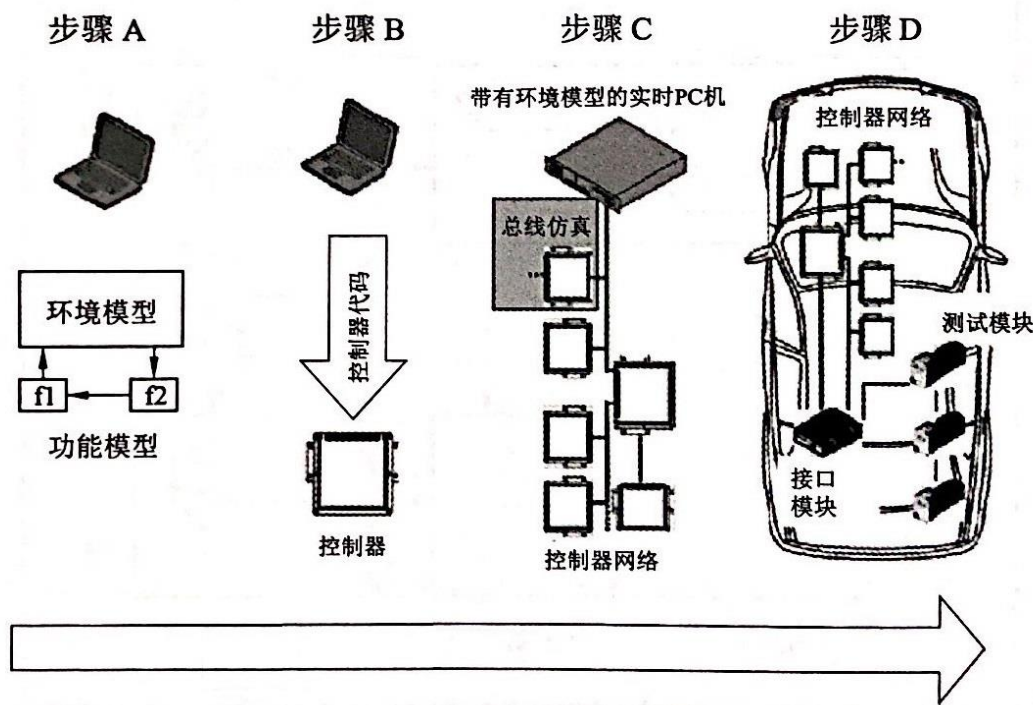 步骤 A
步骤 B
步骤 C
步骤 D
带有环境模型的实时PC机
控制器网络
总线仿真
环境模型
控制器代码
测试模块
f1
f2
功能模型
接口
模块
控制器
控制器网络